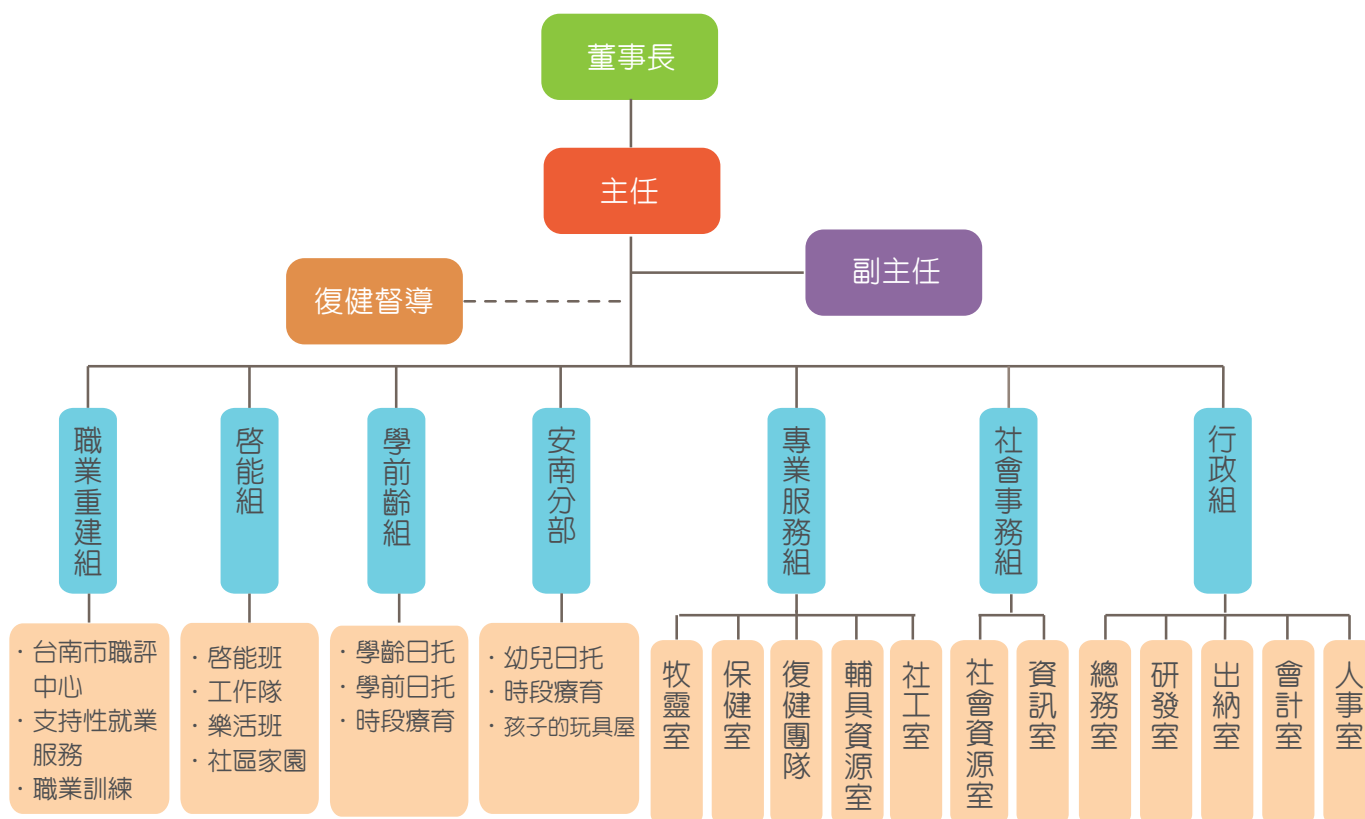 董事長
主任
副主任
復健督導
職業重建組
啓能組
學前齡組
安南分部
專業服務組
社會事務組
行政組
·台南市職評
中心
·支持性就業
服務
·職業訓練
·啓能班
·工作隊
·樂活班
·社區家園
·學齡日托
·學前日托
·時段療育
·幼兒日托
·時段療育
·孩子的玩具屋
牧靈室
保健室
復健團隊
輔具資源室
社工室
社會資源室
資訊室
總務室
研發室
出納室
會計室
人事室